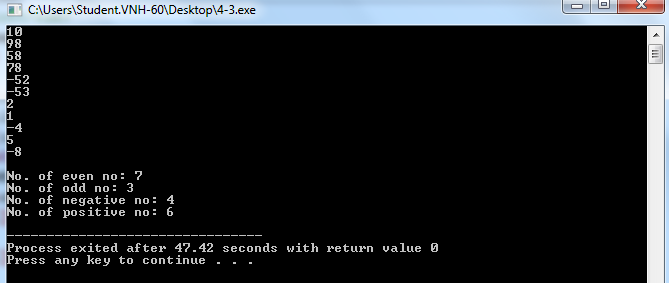 C:\Users\Student.VNH-60\Desktop\4-3.exe
10
98
58
78
-52
-53
2
1
-4
5
-8
No. of even no: 7
No. of odd no: 3
No. of negative no: 4
No. of positive no: 6
--------------------------------
Process exited after 47.42 seconds with return value 0
Press any key to continue . . .